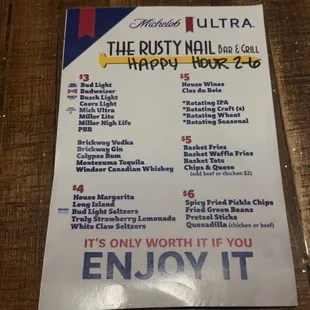 Michelob ULTRA.
THE RUSTY NAIL BAR & GRILL
HAPPY HOUR 2-6
$3
Bud Light
Budweiser
Busch Light
Coors Light
Mich Ultra
Miller Lite
Miller High Life
PBR
Brickway Vodka
Brickway Gin
Calypso Rum
Montezuma Tequila
Windsor Canadian Whiskey
$4
House Margarita
Long Island
Bud Light Seltzers
Truly Strawberry Lemonade
White Claw Seltzers
$5
House Wines
Clos du Bois
*Rotating IPA
*Rotating Craft (s)
*Rotating Wheat
*Rotating Seasonal
$5
Basket Fries
Basket Waffle Fries
Basket Tots
Chips & Queso
(add beef or chicken $2)
$6
Spicy Fried Pickle Chips
Fried Green Beans
Pretzel Sticks
Quesadilla (chicken or beef)
IT'S ONLY WORTH IT IF YOU
ENJOY IT